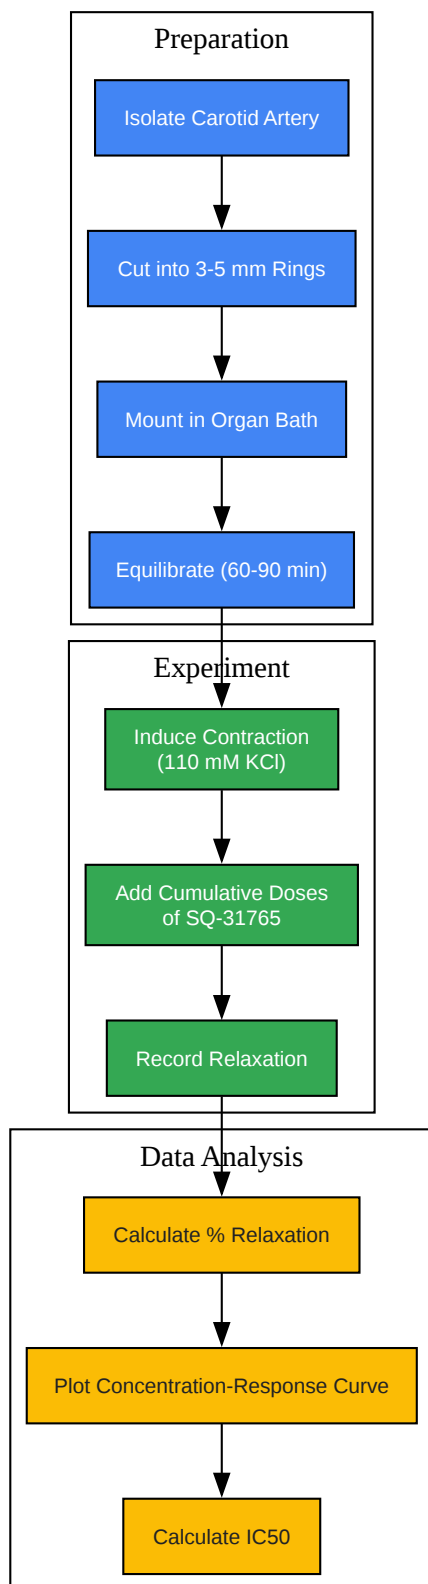 Preparation
Isolate Carotid Artery
Cut into 3-5 mm Rings
Mount in Organ Bath
Equilibrate (60-90 min)
Experiment
Induce Contraction
(110 mM KCl)
Add Cumulative Doses
of SQ-31765
Record Relaxation
Data Analysis
Calculate % Relaxation
Plot Concentration-Response Curve
Calculate IC50